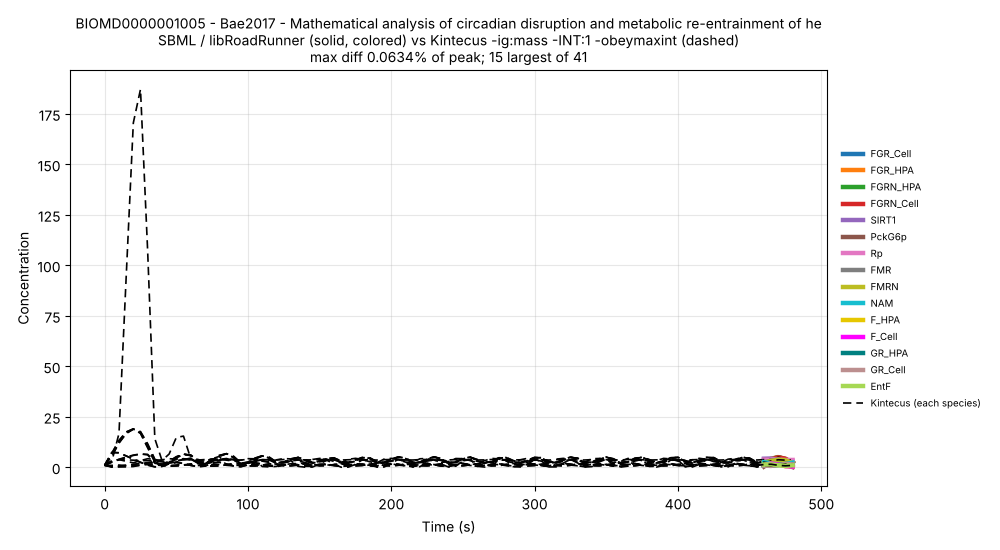 BIOMD0000001005 - Bae2017 - Mathematical analysis of circadian disruption and metabolic re-entrainment of he
SBML / libRoadRunner (solid, colored) vs Kintecus -ig:mass -INT:1 -obeymaxint (dashed)
max diff 0.0634% of peak; 15 largest of 41
Concentration
175
150
125
100
75
50
25
0
0
100
200
300
400
500
Time (s)
FGR_Cell
FGR_HPA
FGRN_HPA
FGRN_Cell
SIRT1
PckG6p
Rp
FMR
FMRN
NAM
F_HPA
F_Cell
GR_HPA
GR_Cell
EntF
Kintecus (each species)